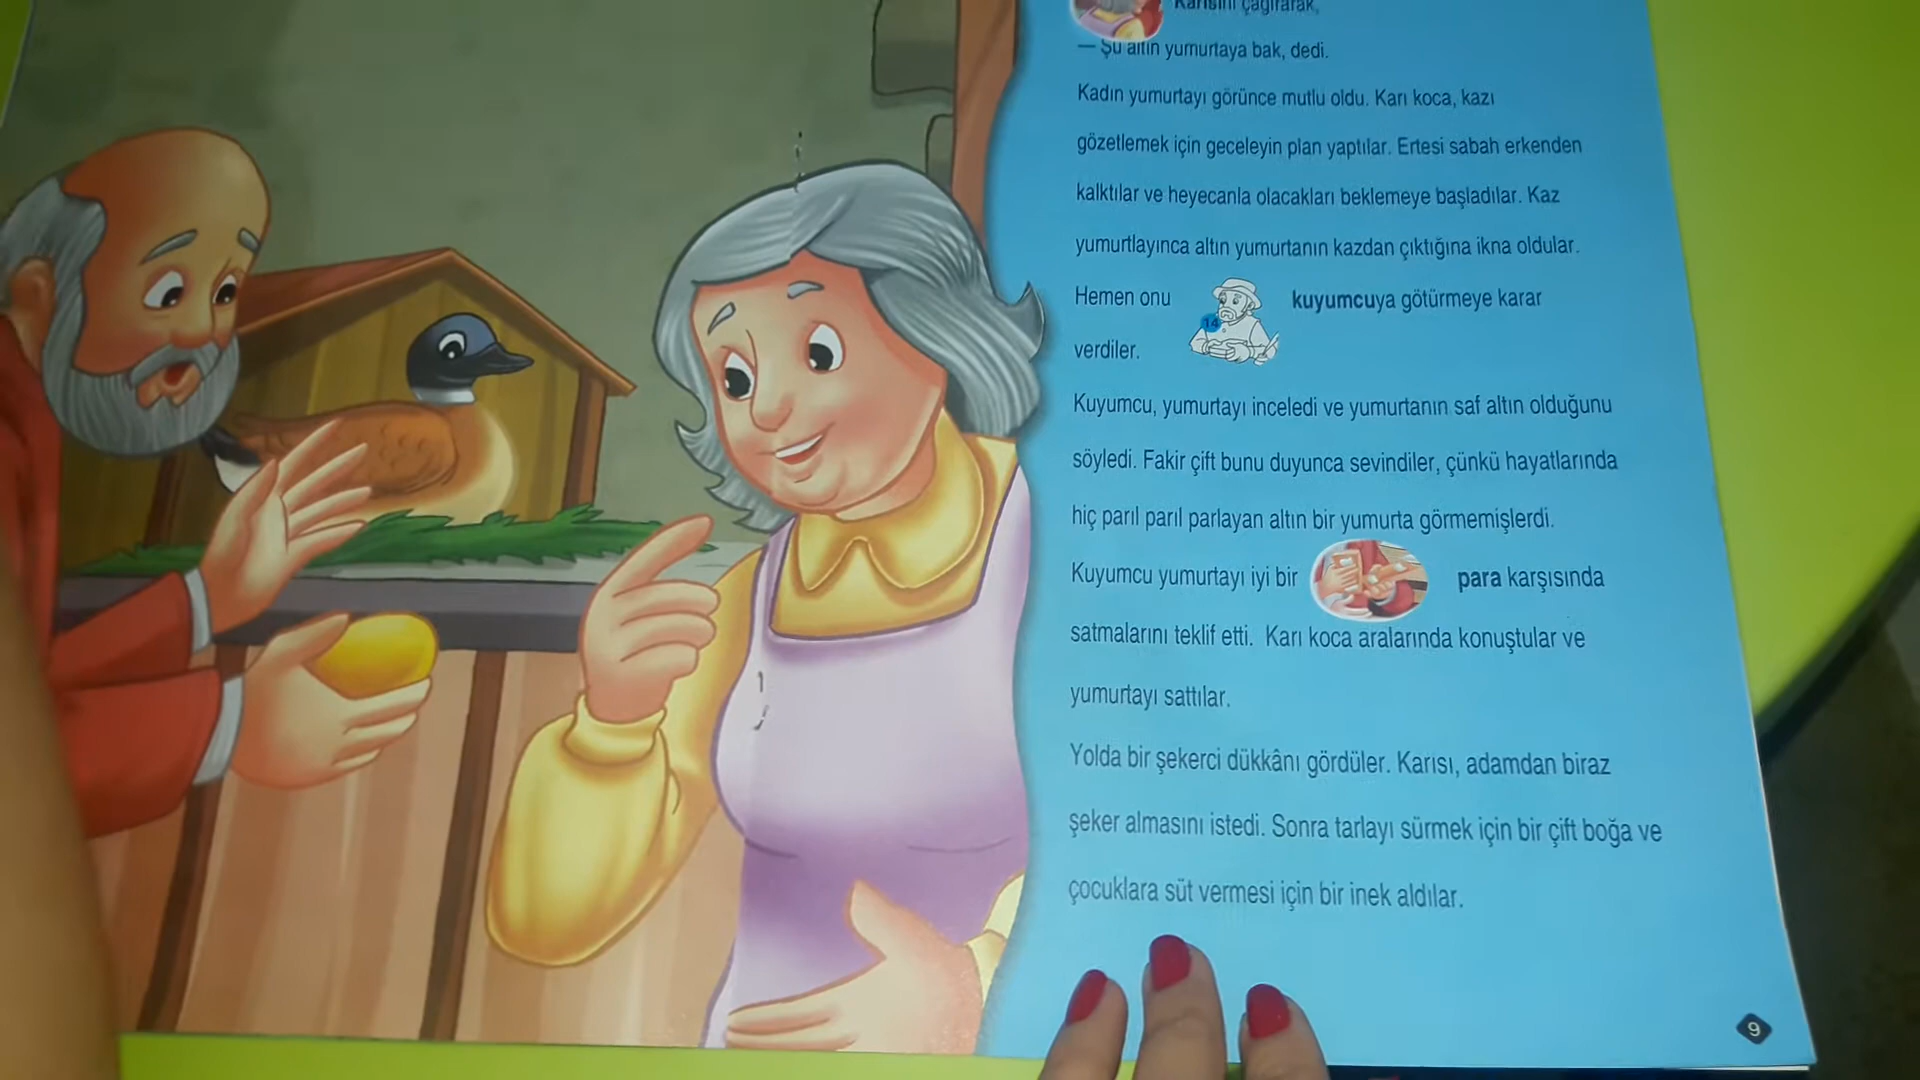 Karısını çağırarak,
— Şu altın yumurtaya bak, dedi.
Kadın yumurtayı görünce mutlu oldu. Karı koca, kazı
gözetlemek için geceleyin plan yaptılar. Ertesi sabah erkenden
kalktılar ve heyecanla olacakları beklemeye başladılar. Kaz
yumurtlayınca altın yumurtanın kazdan çıktığına ikna oldular.
Hemen onu 14 kuyumcuya götürmeye karar
verdiler.
Kuyumcu, yumurtayı inceledi ve yumurtanın saf altın olduğunu
söyledi. Fakir çift bunu duyunca sevindiler, çünkü hayatlarında
hiç parıl parıl parlayan altın bir yumurta görmemişlerdi.
Kuyumcu yumurtayı iyi bir para karşısında
satmalarını teklif etti. Karı koca aralarında konuştular ve
yumurtayı sattılar.
Yolda bir şekerci dükkânı gördüler. Karısı, adamdan biraz
şeker almasını istedi. Sonra tarlayı sürmek için bir çift boğa ve
çocuklara süt vermesi için bir inek aldılar.
9